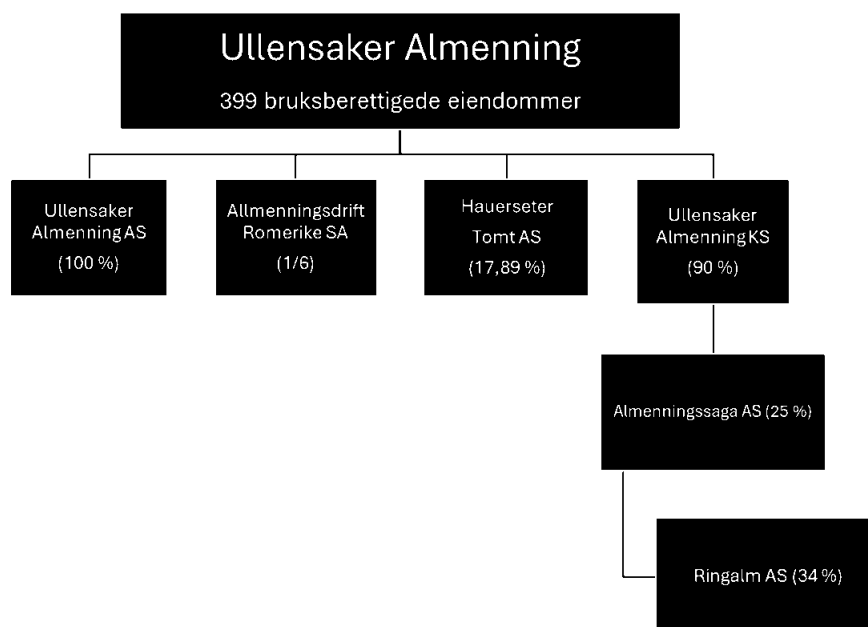 Ullensaker Almenning
399 bruksberettigede eiendommer
Ullensaker
Almenning AS
(100 %)
Allmenningsdrift
Romerike SA
(1/6)
Hauerseter
Tomt AS
(17,89 %)
Ullensaker
Almenning KS
(90 %)
Almenningssaga AS (25 %)
Ringalm AS (34 %)